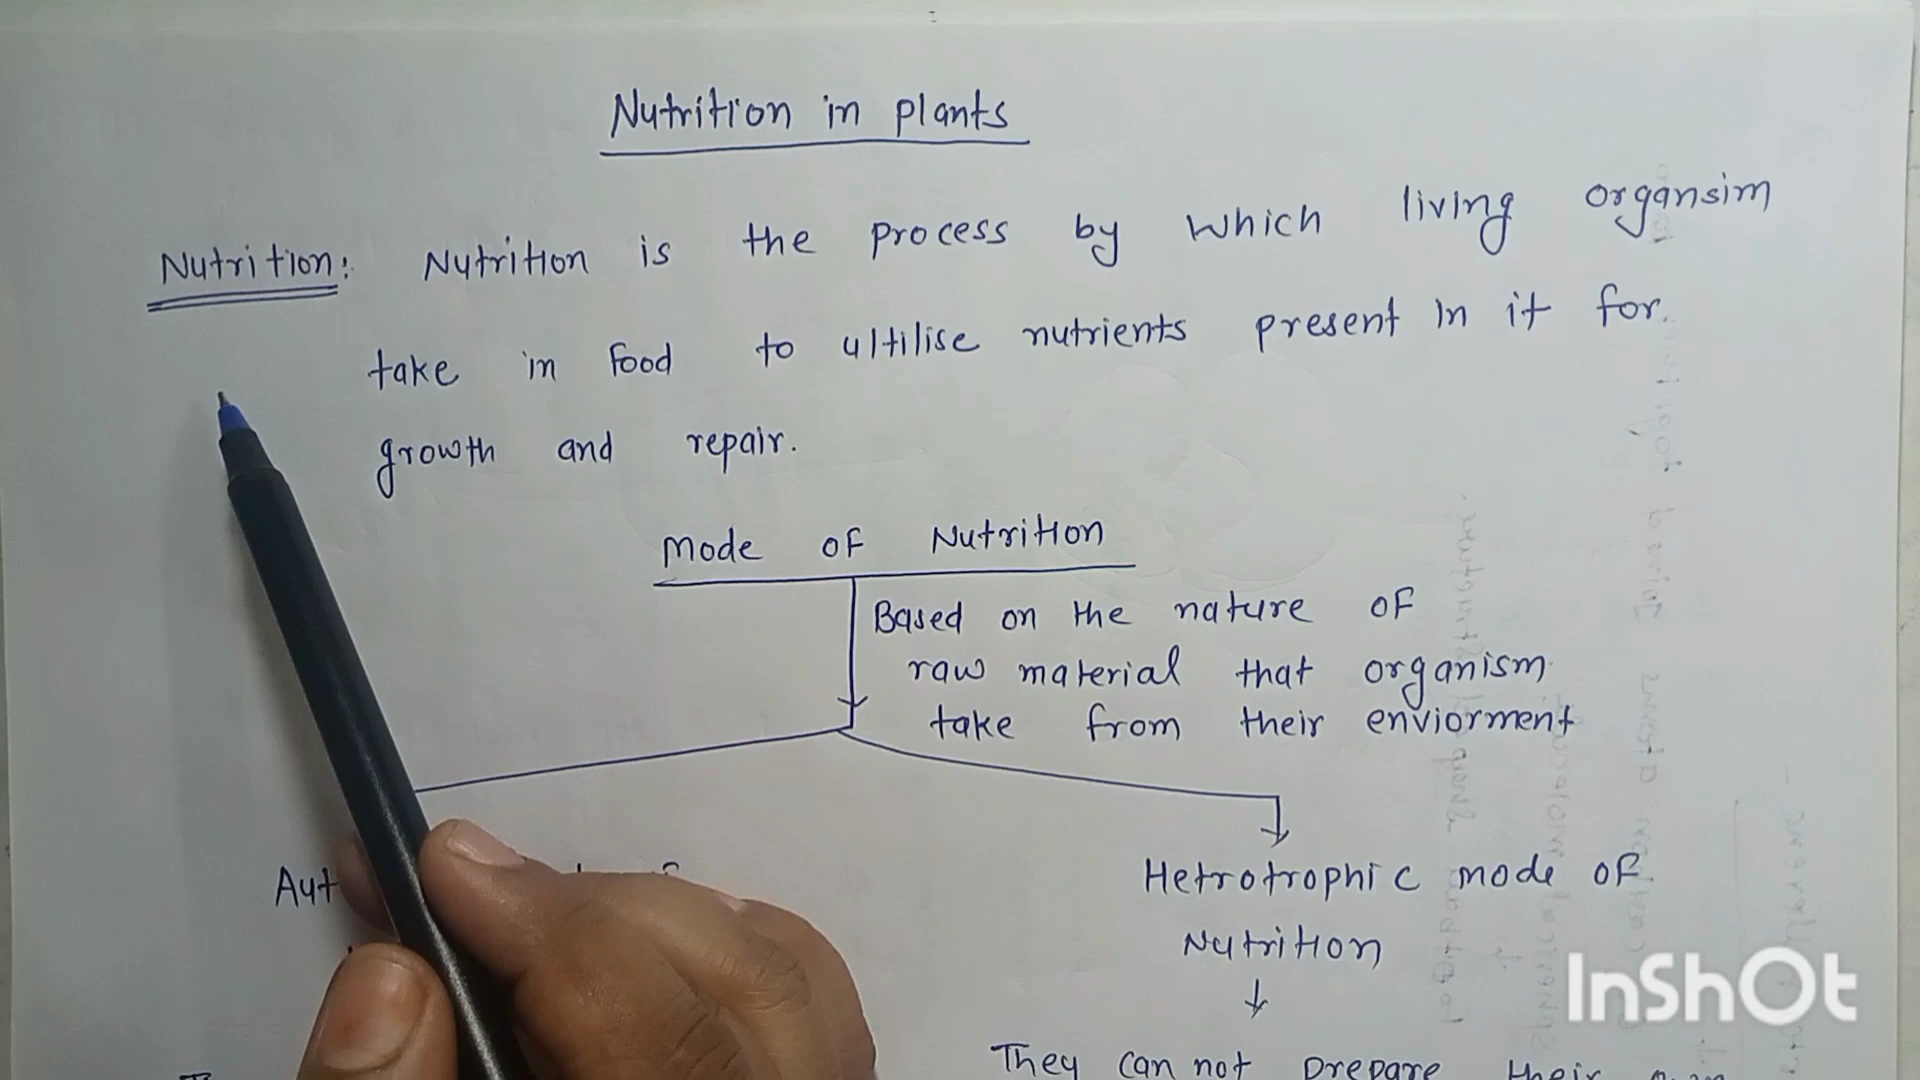 Nutrition in plants
Nutrition: Nutrition is the process by which living organsim
take in food to ultilise nutrients present in it for.
growth and repair.
Mode of Nutrition
Based on the nature of
raw material that organism
take from their enviorment
Hetrotrophic mode of
Nutrition
They can not prepare their own
InShOt